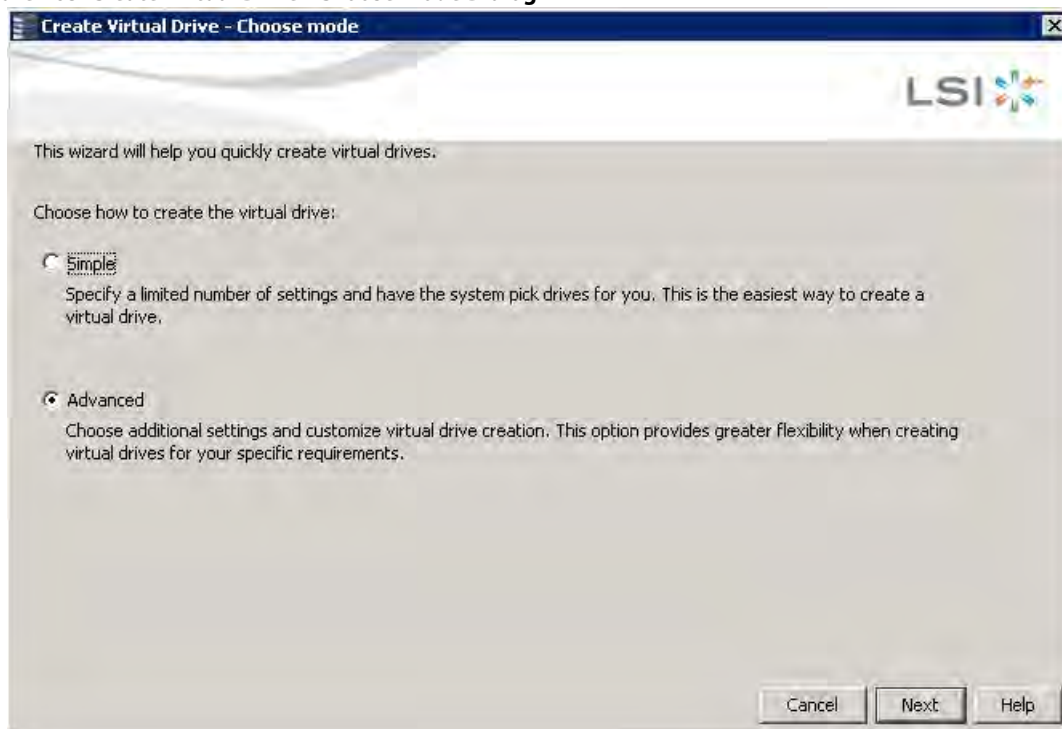 Create Virtual Drive - Choose mode
LSI
This wizard will help you quickly create virtual drives.
Choose how to create the virtual drive:
Simple
Specify a limited number of settings and have the system pick drives for you. This is the easiest way to create a
virtual drive.
Advanced
Choose additional settings and customize virtual drive creation. This option provides greater flexibility when creating
virtual drives for your specific requirements.
Cancel Next Help